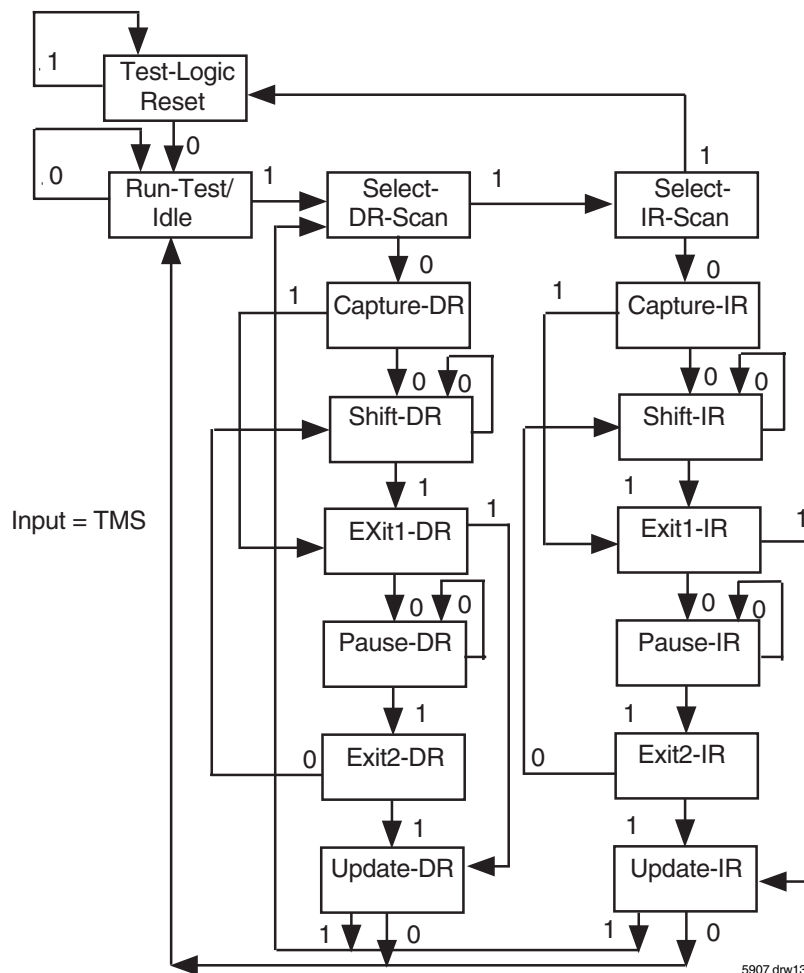 1
Test-Logic
Reset
0
1
0
Run-Test/
Idle
1
Select-
DR-Scan
1
Select-
IR-Scan
0
0
1
Capture-DR
1
Capture-IR
0
0
0
0
Shift-DR
Shift-IR
1
1
Input = TMS
EXit1-DR
1
Exit1-IR
1
0
0
0
0
Pause-DR
Pause-IR
1
1
0
Exit2-DR
0
Exit2-IR
1
1
Update-DR
Update-IR
1
0
1
0
5907 drw13